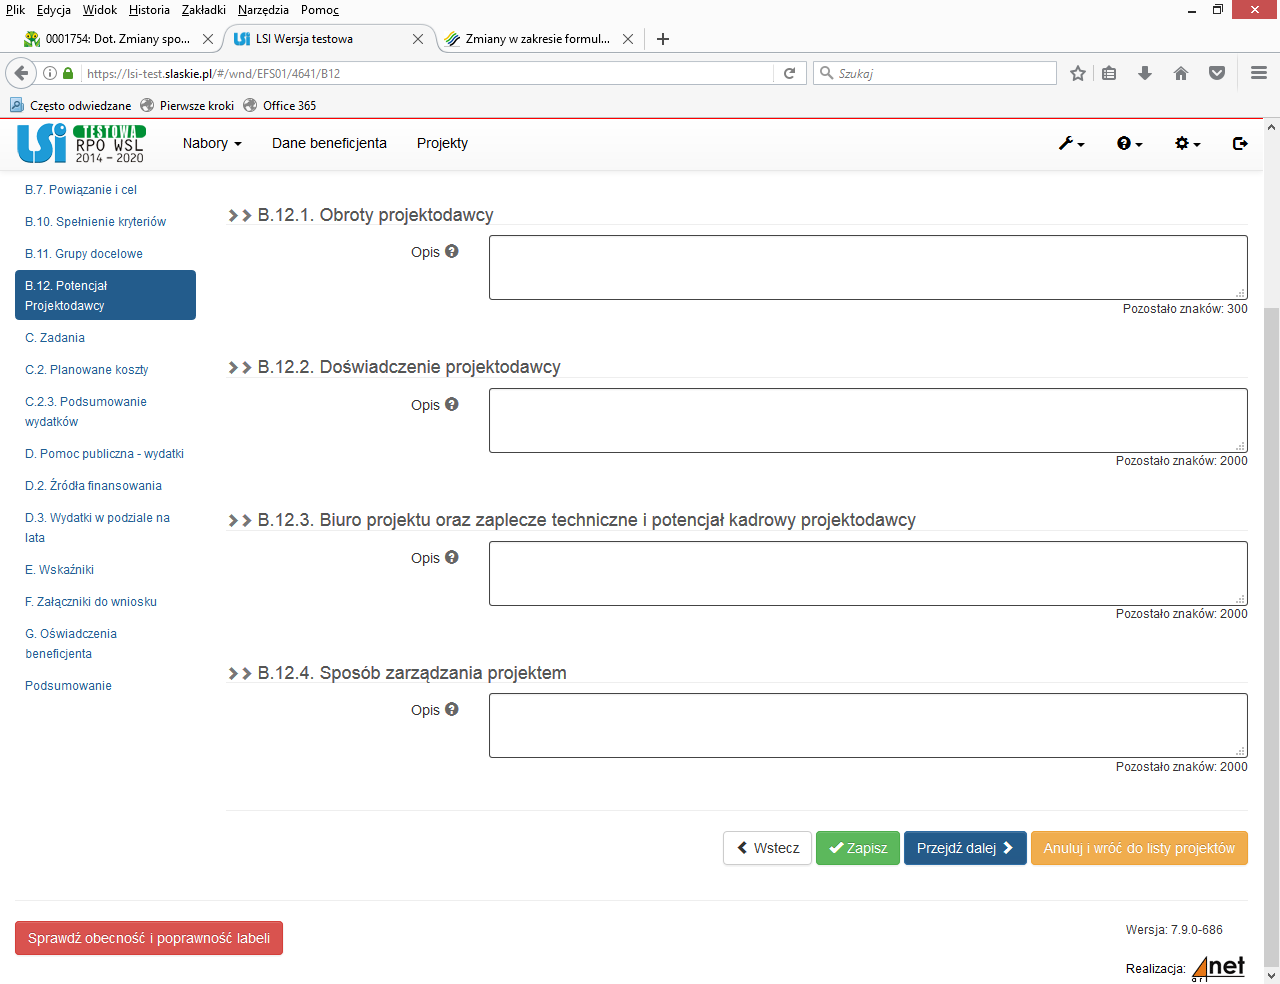 Plik Edycja Widok Historia Zakładki Narzędzia Pomoc
0001754: Dot. Zmiany spo... LSI Wersja testowa Zmiany w zakresie formul...
https://lsi-test.slaskie.pl/#/wnd/EFS01/4641/B12 Szukaj
Często odwiedzane Pierwsze kroki Office 365
LSI TESTOWA
RPO WSL
2014 – 2020
Nabory Dane beneficjenta Projekty
B.7. Powiązanie i cel
B.10. Spełnienie kryteriów
B.11. Grupy docelowe
B.12. Potencjał
Projektodawcy
C. Zadania
C.2. Planowane koszty
C.2.3. Podsumowanie
wydatków
D. Pomoc publiczna - wydatki
D.2. Źródła finansowania
D.3. Wydatki w podziale na
lata
E. Wskaźniki
F. Załączniki do wniosku
G. Oświadczenia
beneficjenta
Podsumowanie
B.12.1. Obroty projektodawcy
Opis
Pozostało znaków: 300
B.12.2. Doświadczenie projektodawcy
Opis
Pozostało znaków: 2000
B.12.3. Biuro projektu oraz zaplecze techniczne i potencjał kadrowy projektodawcy
Opis
Pozostało znaków: 2000
B.12.4. Sposób zarządzania projektem
Opis
Pozostało znaków: 2000
Wstecz Zapisz Przejdź dalej Anuluj i wróć do listy projektów
Sprawdź obecność i poprawność labeli
Wersja: 7.9.0-686
Realizacja: 4net
art